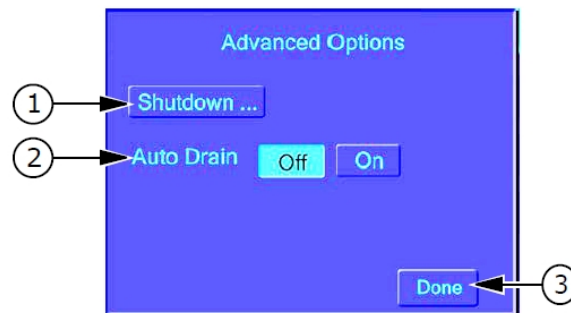 Advanced Options
1 Shutdown ...
2 Auto Drain Off On
Done 3